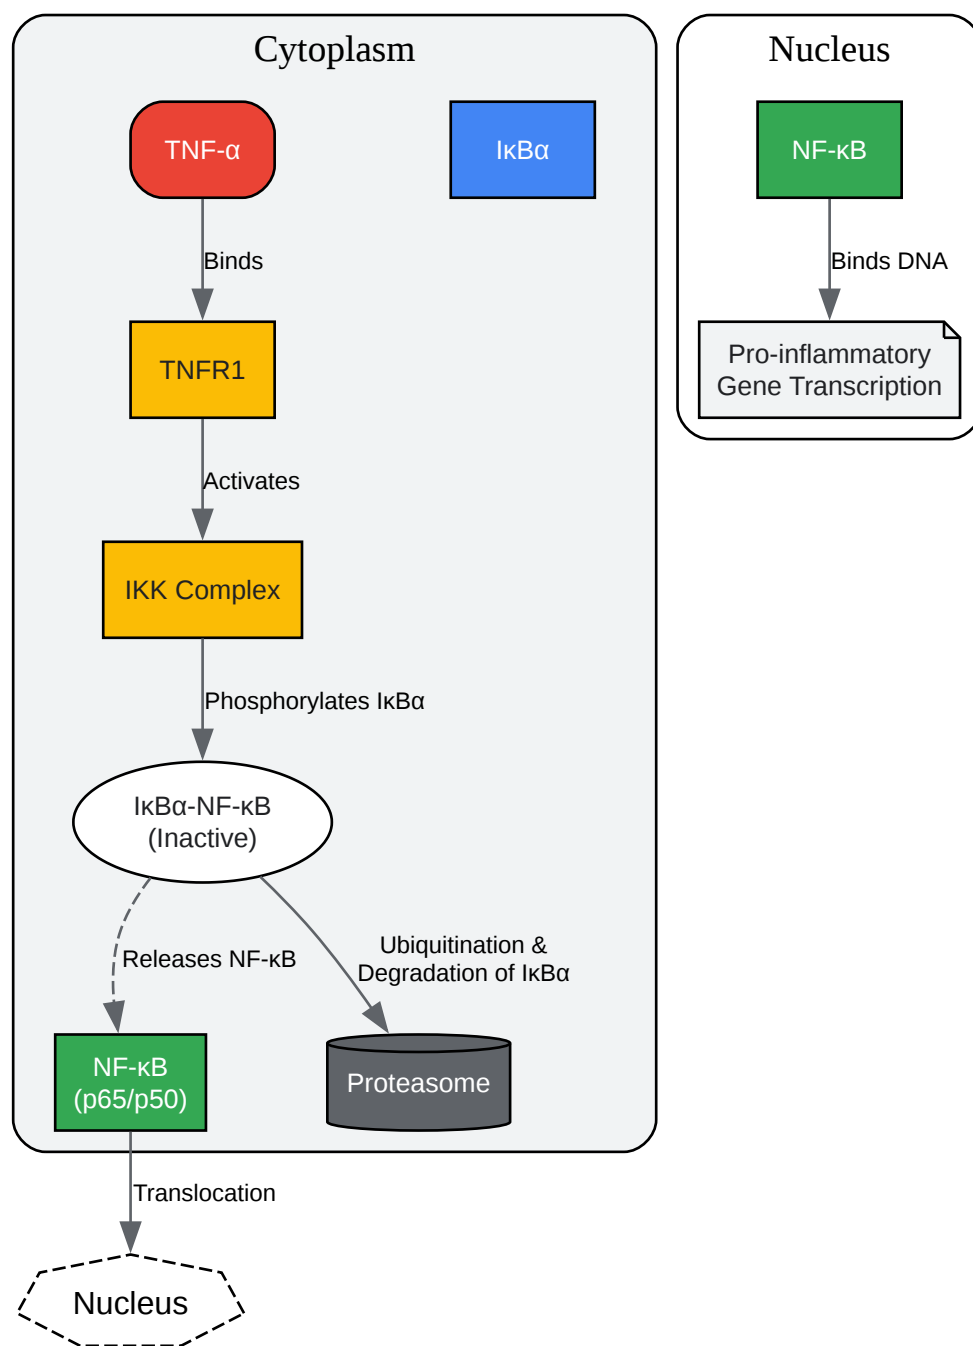 Cytoplasm
TNF-α
IκBα
Binds
TNFR1
Activates
IKK Complex
Phosphorylates IκBα
IκBα-NF-κB
(Inactive)
Releases NF-κB
Ubiquitination &
Degradation of IκBα
NF-κB
(p65/p50)
Proteasome
Translocation
Nucleus
Nucleus
NF-κB
Binds DNA
Pro-inflammatory
Gene Transcription